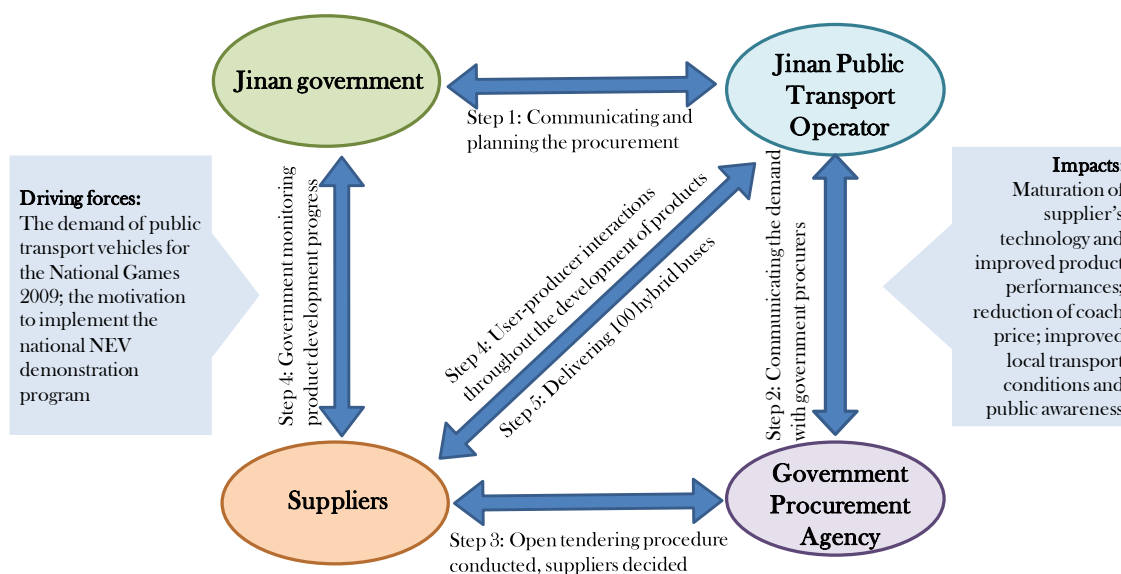 Jinan government
Jinan Public
Transport
Operator
Step 1: Communicating and
planning the procurement
Driving forces:
The demand of public
transport vehicles for
the National Games
2009; the motivation
to implement the
national NEV
demonstration
program
Step 4: Government monitoring
product development progress
Step 4: User-producer interactions
throughout the development of products
Step 5: Delivering 100 hybrid buses
Step 2: Communicating the demand
with government procurers
Impacts:
Maturation of
supplier's
technology and
improved product
performances;
reduction of coach
price; improved
local transport
conditions and
public awareness
Suppliers
Government
Procurement
Agency
Step 3: Open tendering procedure
conducted, suppliers decided